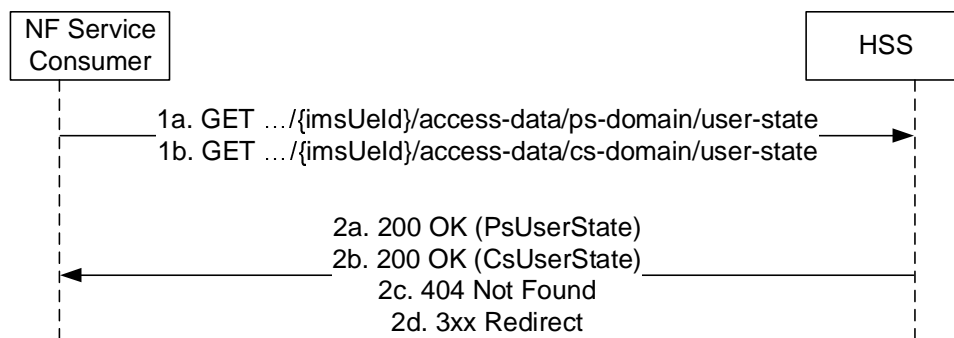 NF Service
Consumer
HSS
1a. GET …/{imsUeId}/access-data/ps-domain/user-state
1b. GET …/{imsUeId}/access-data/cs-domain/user-state
2a. 200 OK (PsUserState)
2b. 200 OK (CsUserState)
2c. 404 Not Found
2d. 3xx Redirect